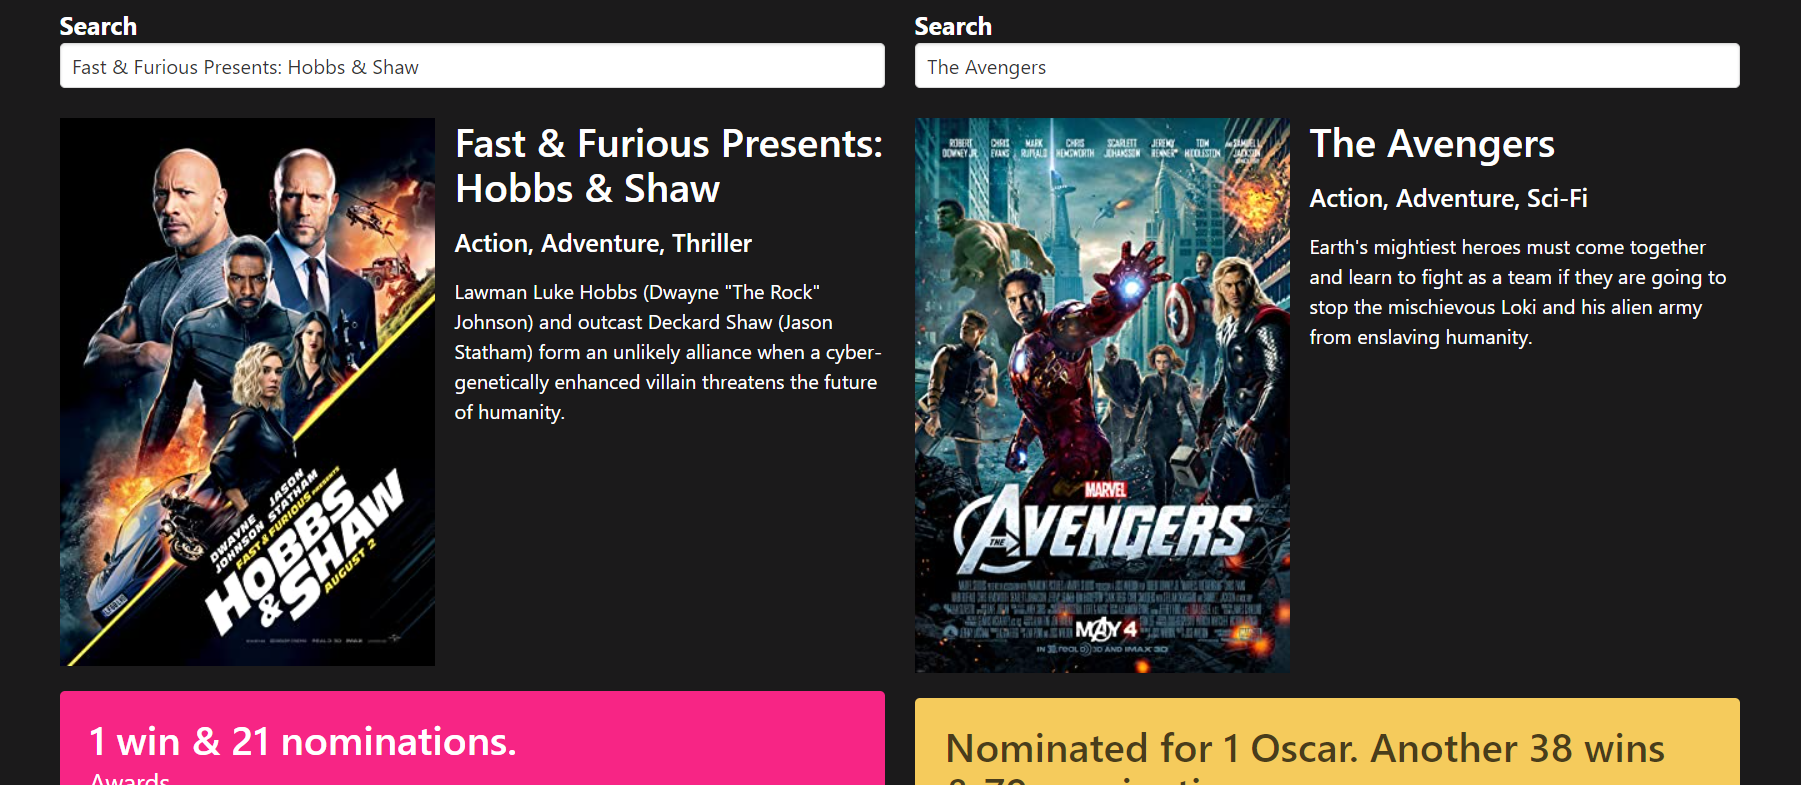 Search
Fast & Furious Presents: Hobbs & Shaw
Fast & Furious Presents:
Hobbs & Shaw
Action, Adventure, Thriller
Lawman Luke Hobbs (Dwayne "The Rock"
Johnson) and outcast Deckard Shaw (Jason
Statham) form an unlikely alliance when a cyber-
genetically enhanced villain threatens the future
of humanity.
DWAYNE JOHNSON
JASON STATHAM
FAST & FURIOUS PRESENTS
HOBBS
& SHAW
AUGUST 2
1 win & 21 nominations.
Awards
Search
The Avengers
ROBERT DOWNEY JR.
CHRIS EVANS
MARK RUFFALO
CHRIS HEMSWORTH
SCARLETT JOHANSSON
JEREMY RENNER
TOM HIDDLESTON
AND SAMUEL L. JACKSON
The Avengers
Action, Adventure, Sci-Fi
Earth's mightiest heroes must come together
and learn to fight as a team if they are going to
stop the mischievous Loki and his alien army
from enslaving humanity.
MARVEL
THE AVENGERS
MAY 4
IN REAL D 3D AND IMAX 3D
Nominated for 1 Oscar. Another 38 wins